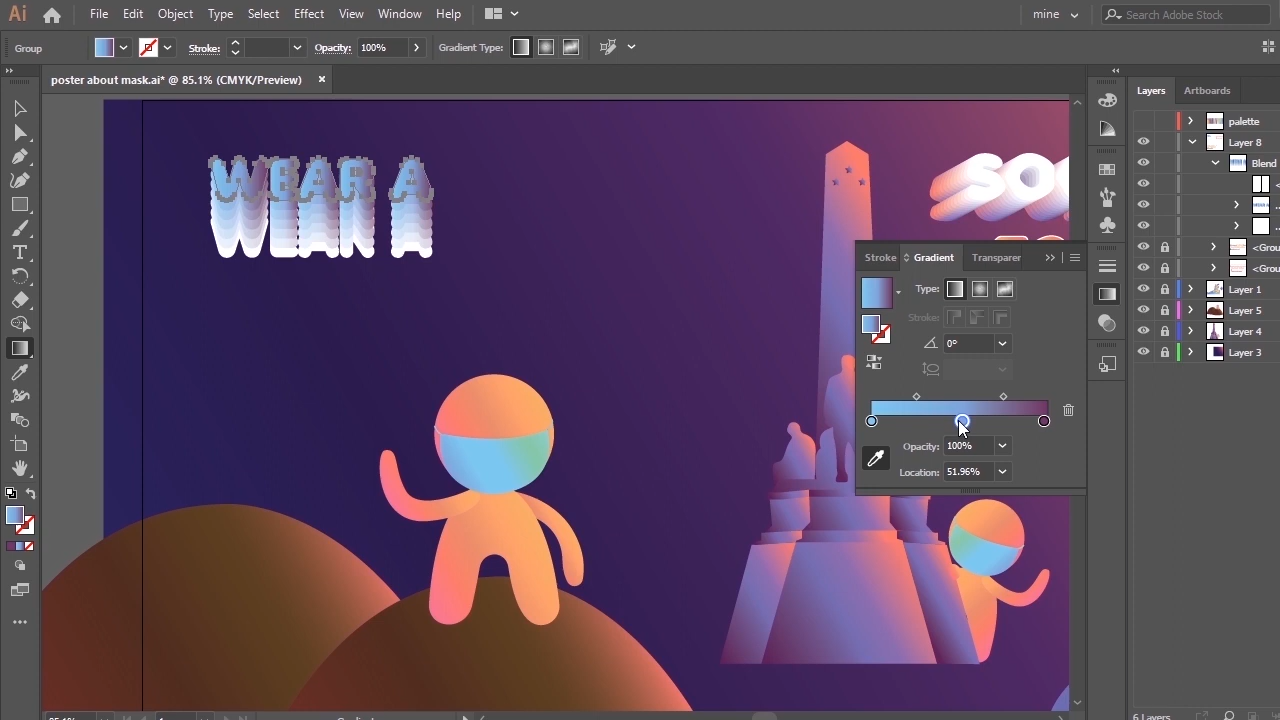 Ai File Edit Object Type Select Effect View Window Help mine Search Adobe Stock
Group Stroke: Opacity: 100% Gradient Type:
poster about mask.ai* @ 85.1% (CMYK/Preview) ×
WEAR A
Stroke Gradient Transparer
Type:
Stroke:
0°
Opacity: 100%
Location: 51.96%
Layers Artboards
palette
Layer 8
Blend
<Grou
<Grou
Layer 1
Layer 5
Layer 4
Layer 3
6 Layers